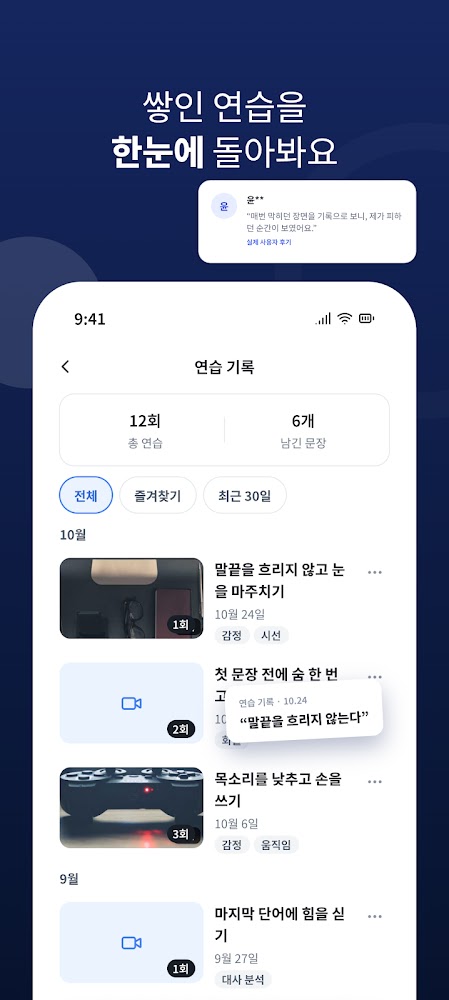 쌓인 연습을
한눈에 돌아봐요
윤
윤**
“매번 막히던 장면을 기록으로 보니, 제가 피하
던 순간이 보였어요.”
실제 사용자 후기
9:41
연습 기록
12회
총 연습
6개
남긴 문장
전체
즐겨찾기
최근 30일
10월
1회
말끝을 흐리지 않고 눈
을 마주치기
10월 24일
감정
시선
2회
첫 문장 전에 숨 한 번
연습 기록 · 10.24
“말끝을 흐리지 않는다”
3회
목소리를 낮추고 손을
쓰기
10월 6일
감정
움직임
9월
1회
마지막 단어에 힘을 싣
기
9월 27일
대사 분석